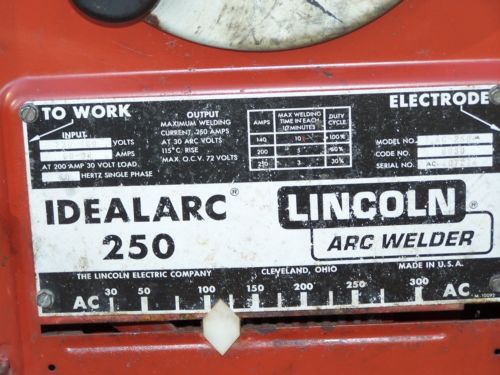 TO WORK
ELECTRODE
INPUT
VOLTS
AMPS
AT 200 AMP 30 VOLT LOAD.
HERTZ SINGLE PHASE
OUTPUT
MAXIMUM WELDING
CURRENT, 250 AMPS
AT 30 ARC VOLTS
115°C. RISE
MAX. O.C.V. 72 VOLTS
AMPS MAX WELDING TIME IN EACH 10 MINUTES DUTY CYCLE
140 10 100%
200 60%
250 3 30%
MODEL NO.
CODE NO.
SERIAL NO. AC-
IDEALARC®
250
LINCOLN®
ARC WELDER
THE LINCOLN ELECTRIC COMPANY CLEVELAND, OHIO MADE IN U.S.A.
AC 30 50 100 150 200 250 300 AC